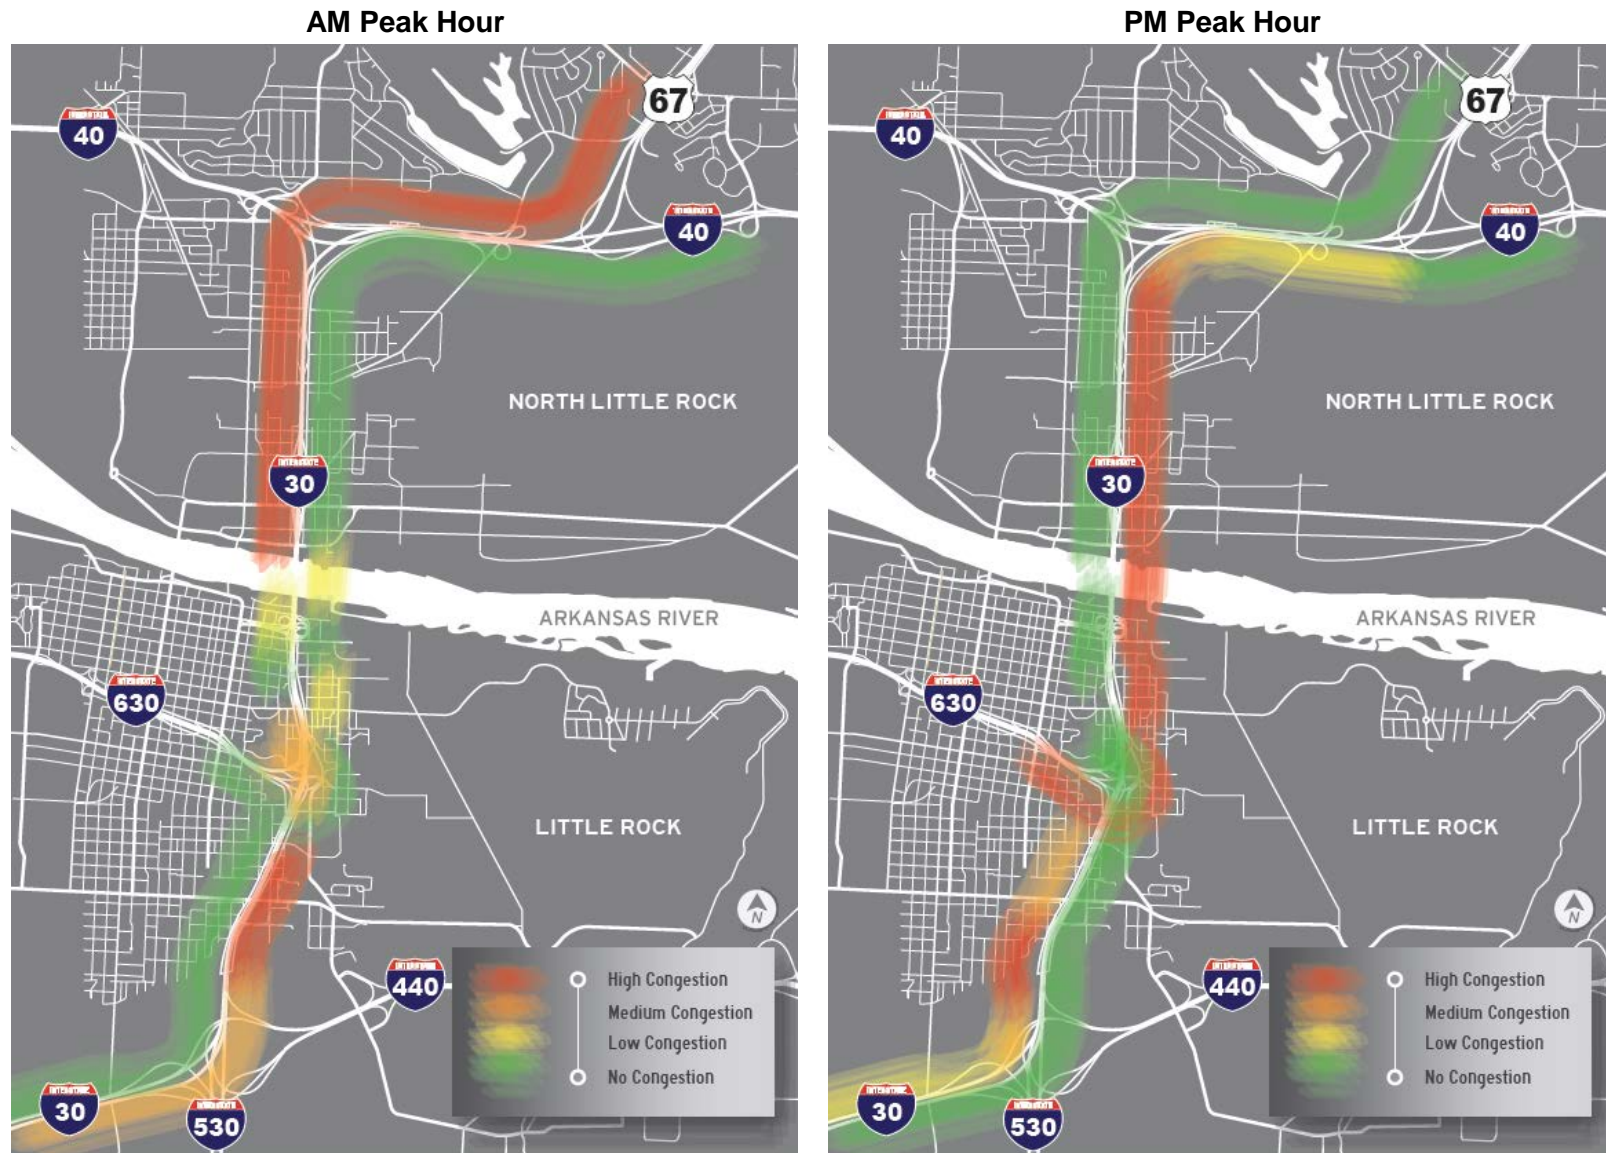 AM Peak Hour
67
40
40
NORTH LITTLE ROCK
INTERSTATE
30
ARKANSAS RIVER
630
LITTLE ROCK
N
440
High Congestion
Medium Congestion
Low Congestion
No Congestion
30
530
PM Peak Hour
67
40
40
NORTH LITTLE ROCK
INTERSTATE
30
ARKANSAS RIVER
630
LITTLE ROCK
N
440
High Congestion
Medium Congestion
Low Congestion
No Congestion
30
530